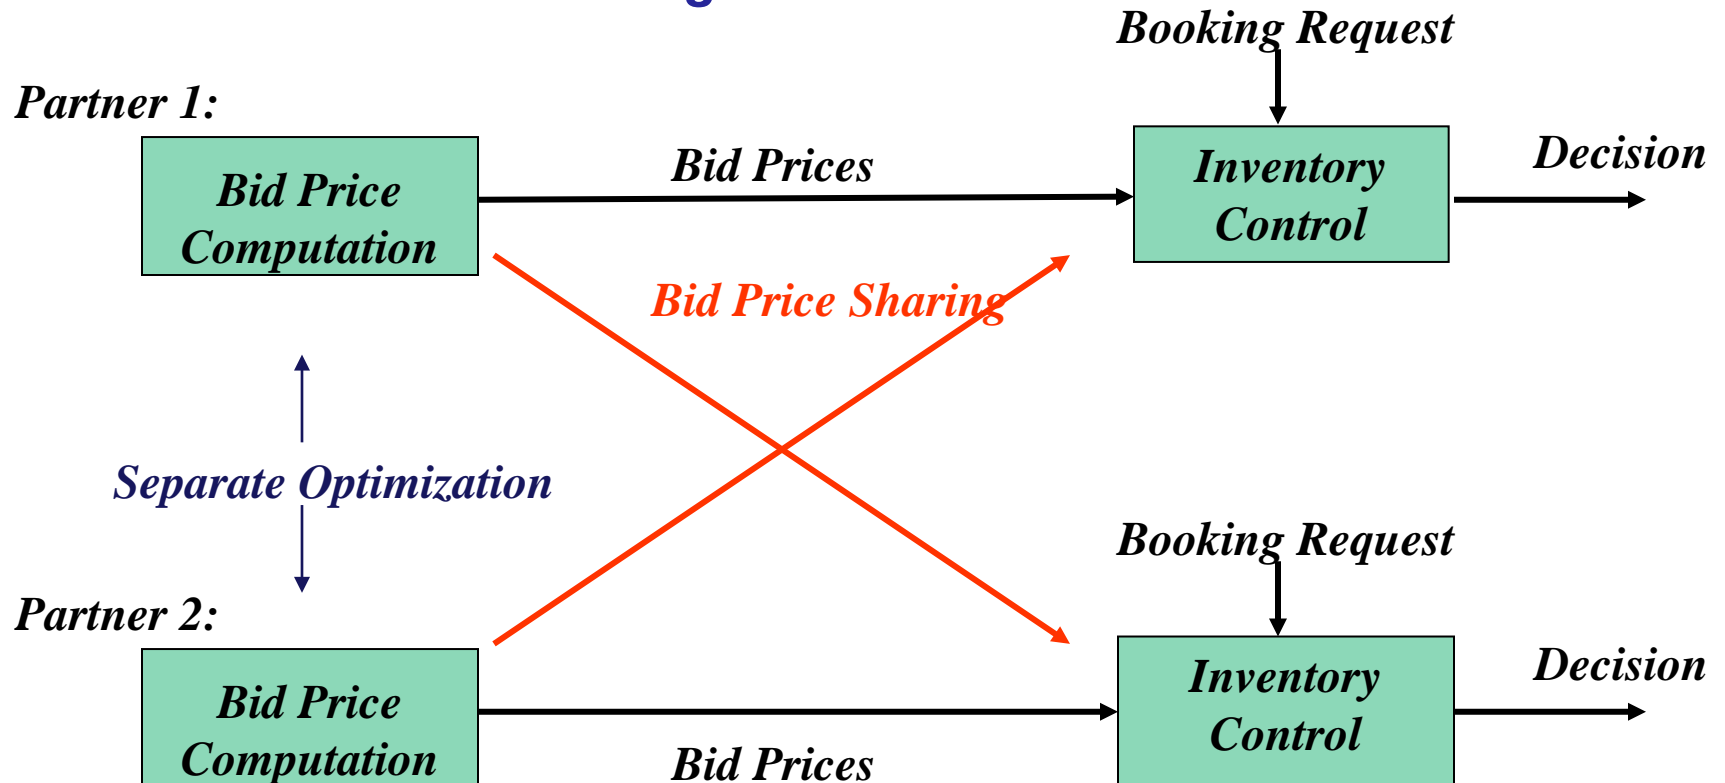 Booking Request
Partner 1:
Bid Price
Computation
Bid Prices
Inventory
Control
Decision
Bid Price Sharing
Separate Optimization
Booking Request
Partner 2:
Bid Price
Computation
Bid Prices
Inventory
Control
Decision